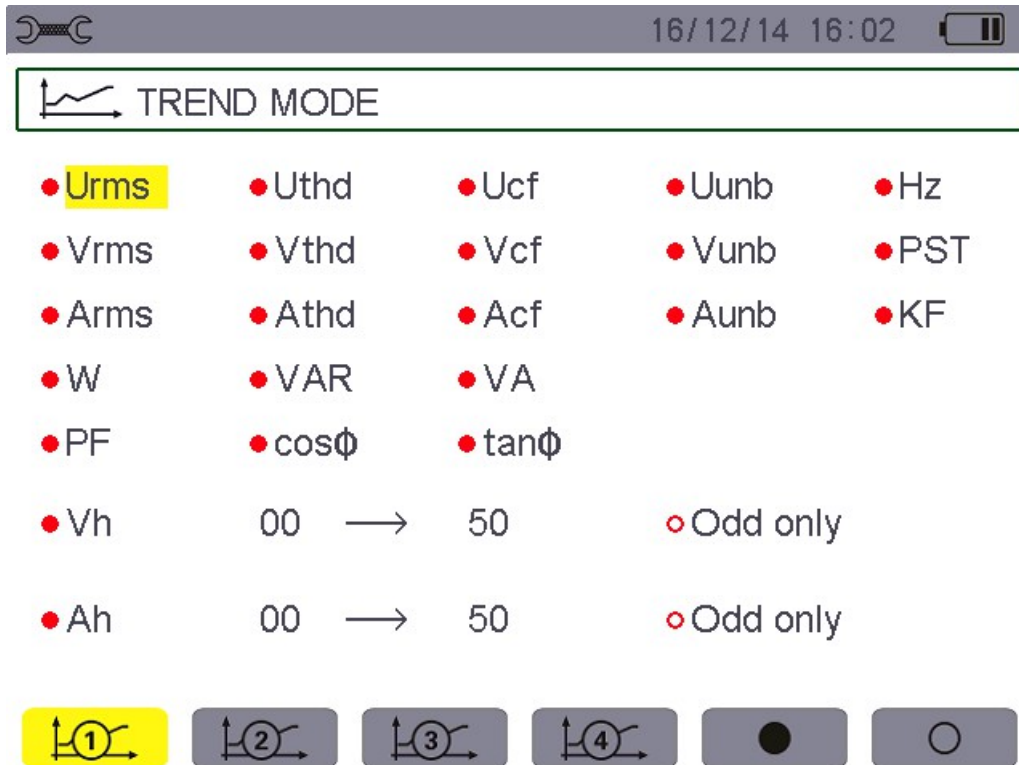 16/12/14 16:02
TREND MODE
Urms Uthd Ucf Uunb Hz
Vrms Vthd Vcf Vunb PST
Arms Athd Acf Aunb KF
W VAR VA
PF cosΦ tanΦ
Vh 00 → 50 Odd only
Ah 00 → 50 Odd only
1 2 3 4